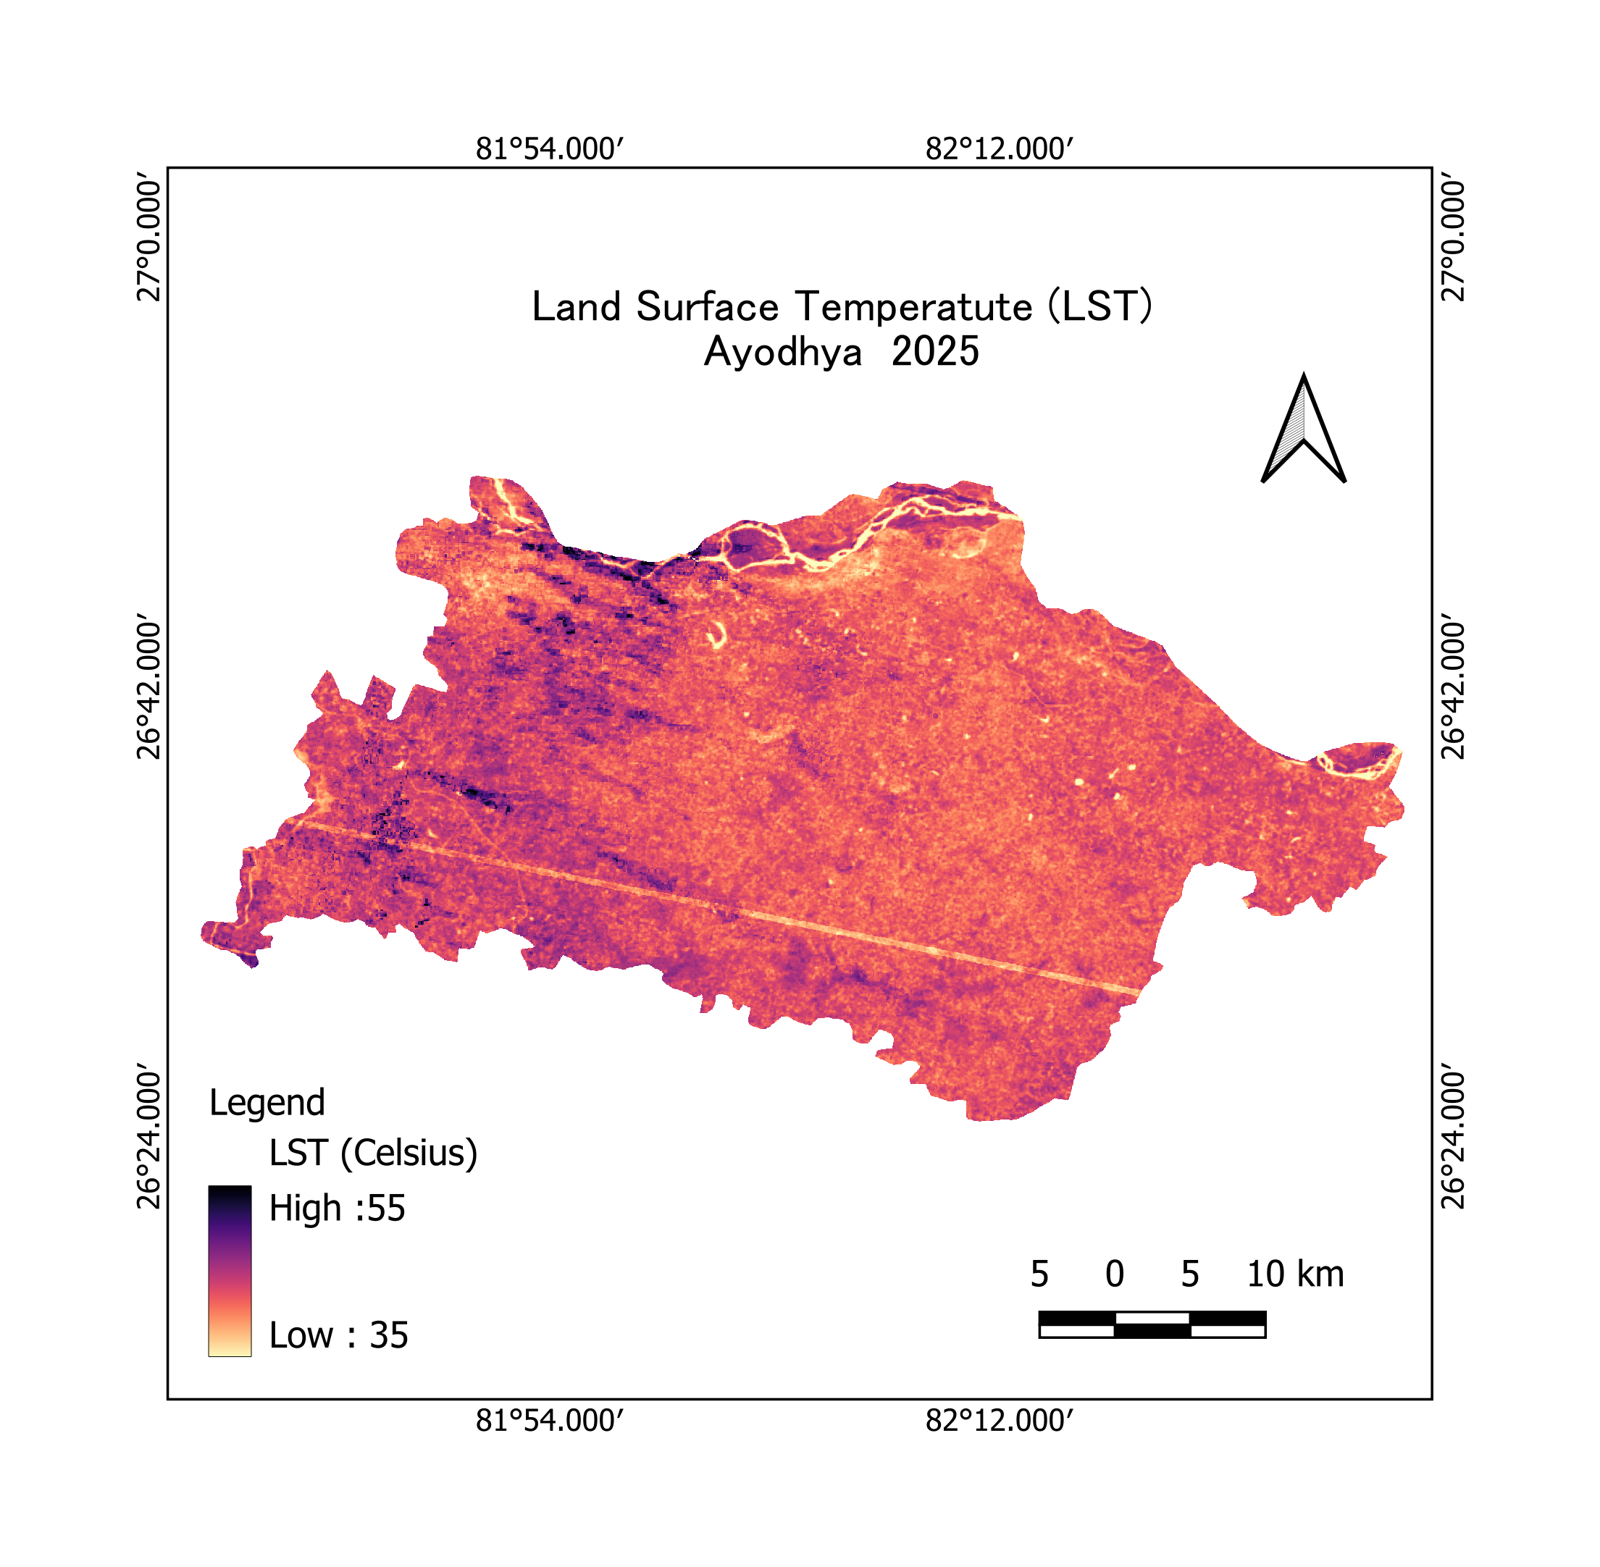 81°54.000′ 82°12.000′
27°0.000′ 27°0.000′
Land Surface Temperatute (LST)
Ayodhya 2025
26°42.000′ 26°42.000′
26°24.000′ 26°24.000′
Legend
LST (Celsius)
High :55
Low : 35
5 0 5 10 km
81°54.000′ 82°12.000′